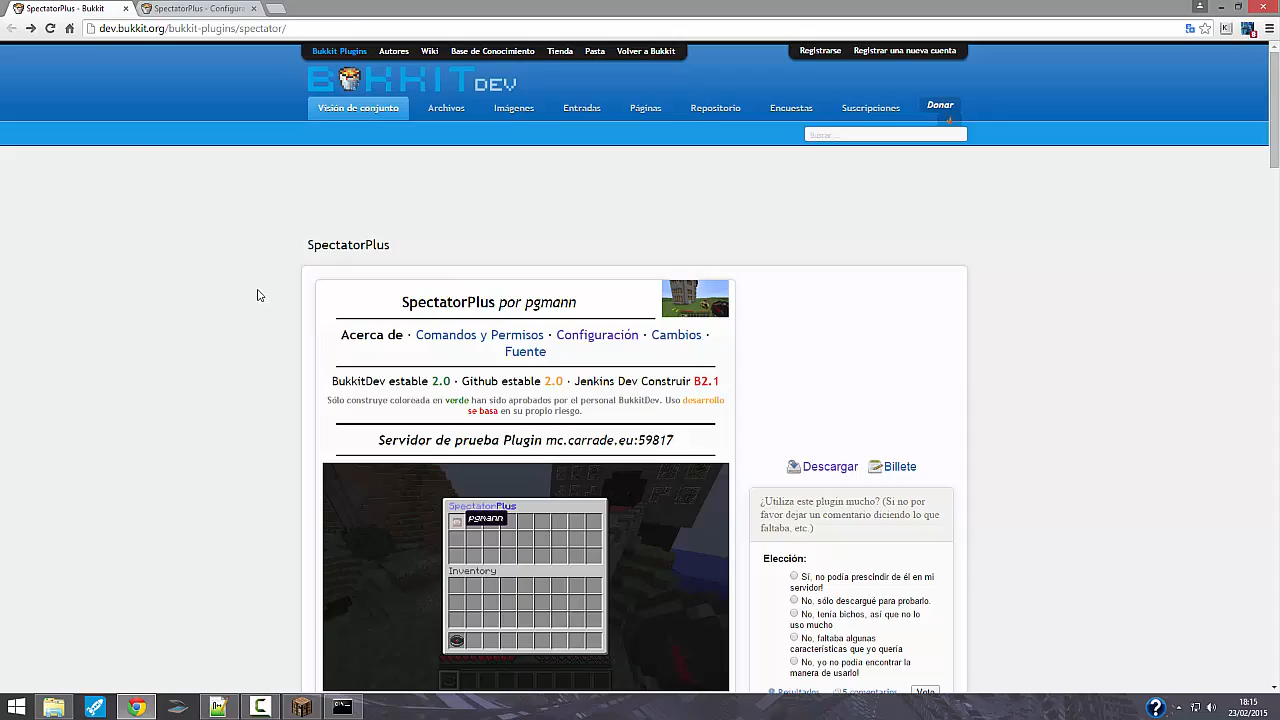 SpectatorPlus - Bukkit
SpectatorPlus - Configura
dev.bukkit.org/bukkit-plugins/spectator/
Bukkit Plugins Autores Wiki Base de Conocimiento Tienda Pasta Volver a Bukkit
Registrarse Registrar una nueva cuenta
BUKKIT DEV
Visión de conjunto Archivos Imágenes Entradas Páginas Repositorio Encuestas Suscripciones Donar
Buscar ...
SpectatorPlus
SpectatorPlus por pgmann
Acerca de · Comandos y Permisos · Configuración · Cambios ·
Fuente
BukkitDev estable 2.0 · Github estable 2.0 · Jenkins Dev Construir B2.1
Sólo construye coloreada en verde han sido aprobados por el personal BukkitDev. Uso desarrollo
se basa en su propio riesgo.
Servidor de prueba Plugin mc.carrade.eu:59817
SpectatorPlus
pgmann
Inventory
Descargar Billete
¿Utiliza este plugin mucho? (Si no por
favor dejar un comentario diciendo lo que
faltaba, etc.)
Elección:
Sí, no podía prescindir de él en mi
servidor!
No, sólo descargué para probarlo.
No, tenía bichos, así que no lo
uso mucho
No, faltaba algunas
características que yo quería
No, yo no podía encontrar la
manera de usarlo!
Resultados 5 comentarios Voto
18:15
23/02/2015